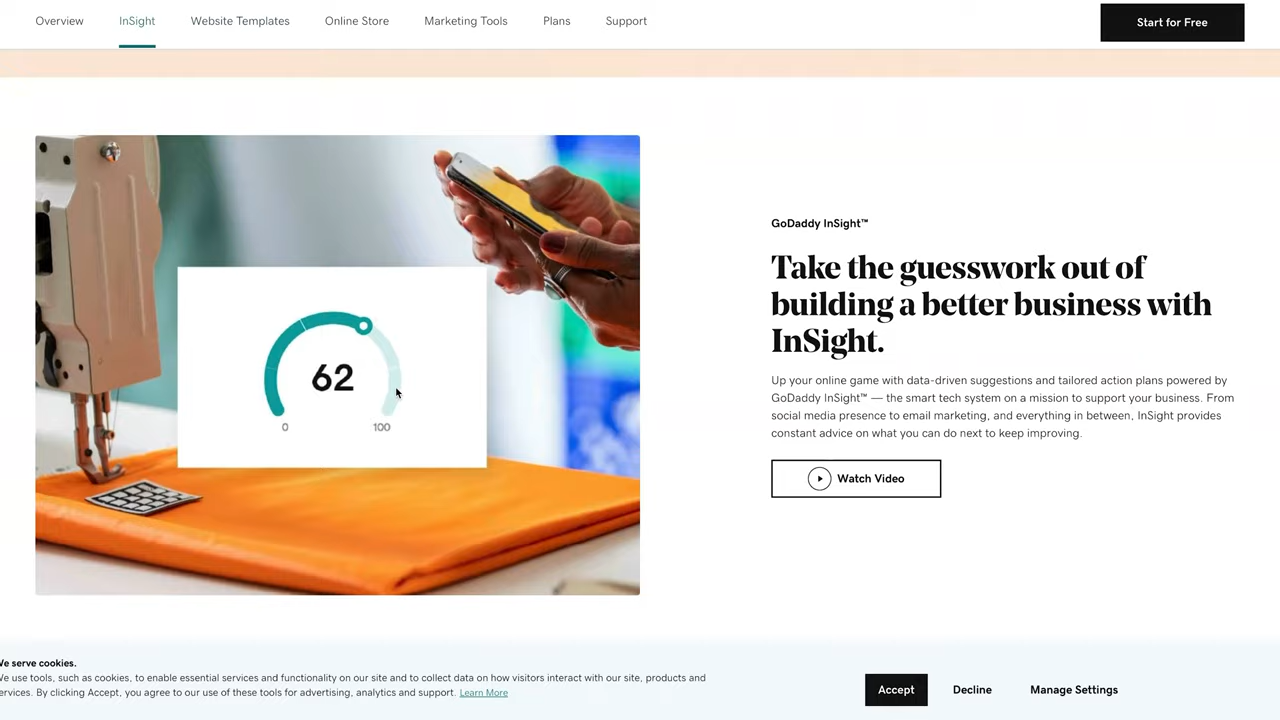 Overview InSight Website Templates Online Store Marketing Tools Plans Support Start for Free
62
0 100
GoDaddy InSight™
Take the guesswork out of
building a better business with
InSight.
Up your online game with data-driven suggestions and tailored action plans powered by
GoDaddy InSight™ — the smart tech system on a mission to support your business. From
social media presence to email marketing, and everything in between, InSight provides
constant advice on what you can do next to keep improving.
Watch Video
We serve cookies.
We use tools, such as cookies, to enable essential services and functionality on our site and to collect data on how visitors interact with our site, products and
services. By clicking Accept, you agree to our use of these tools for advertising, analytics and support. Learn More
Accept Decline Manage Settings